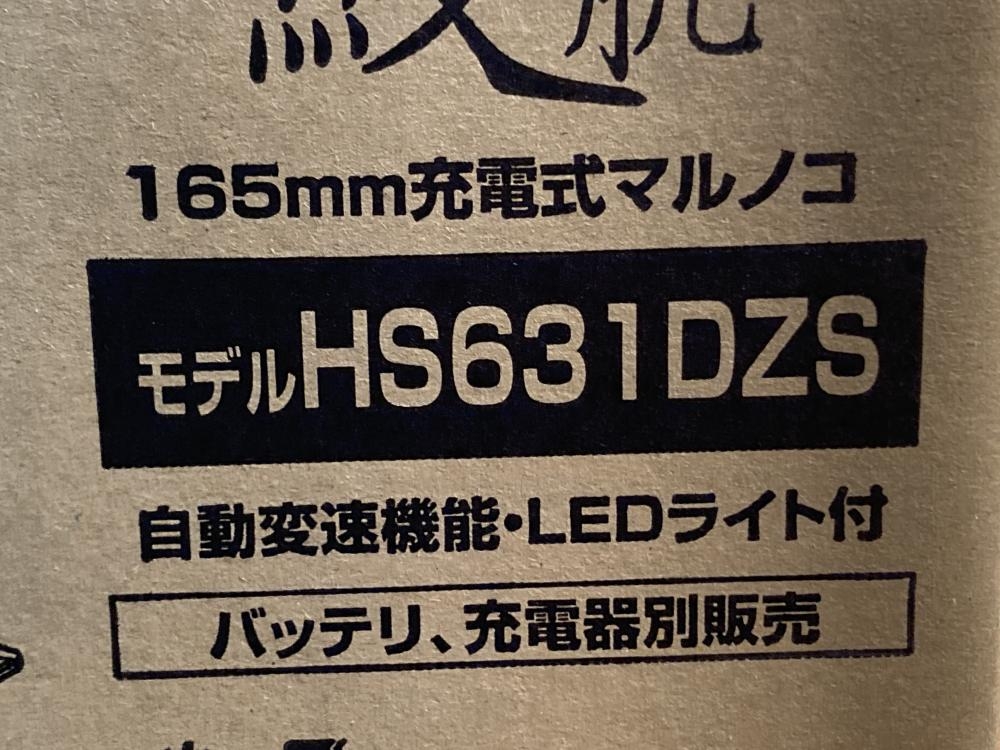 165mm充電式マルノコ
モデルHS631DZS
自動変速機能・LEDライト付
バッテリ、充電器別販売